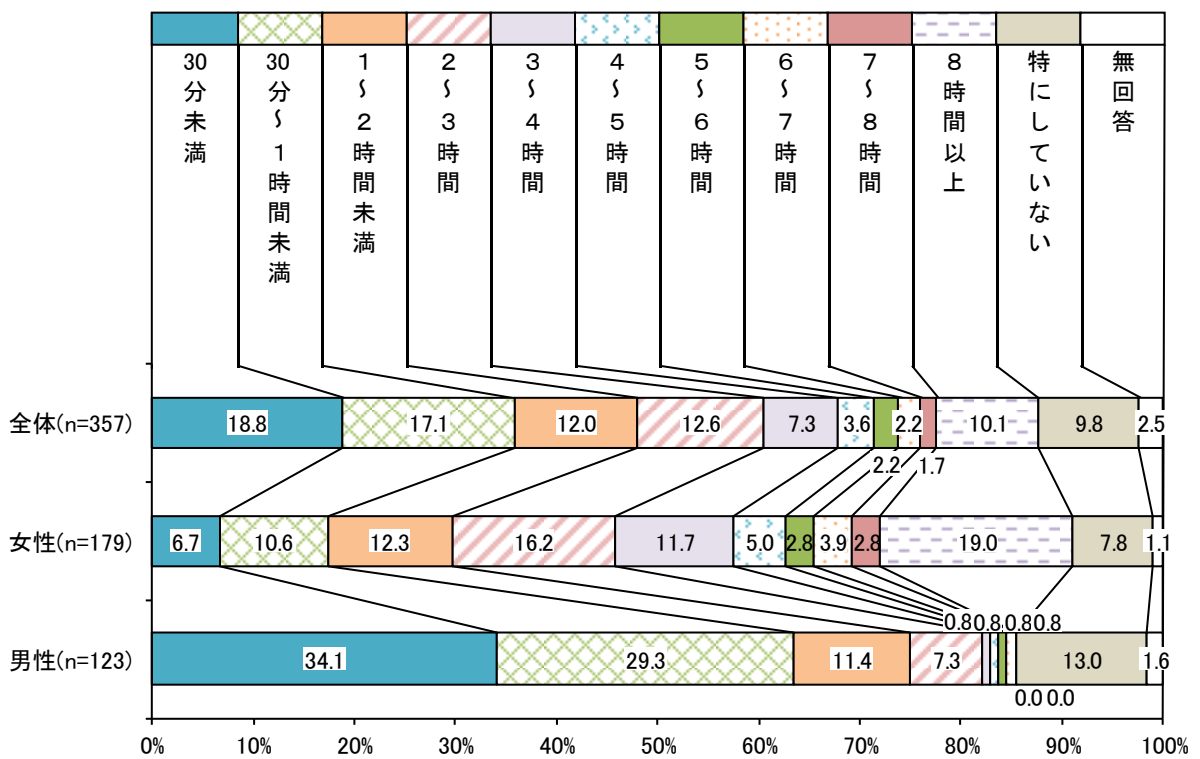 30分未満
30分～1時間未満
1～2時間未満
2～3時間
3～4時間
4～5時間
5～6時間
6～7時間
7～8時間
8時間以上
特にしていない
無回答
全体(n=357)
18.8 17.1 12.0 12.6 7.3 3.6 2.2 10.1 9.8 2.5
2.2 1.7
女性(n=179)
6.7 10.6 12.3 16.2 11.7 5.0 2.8 3.9 2.8 19.0 7.8 1.1
0.8 0.8 0.8 0.8
男性(n=123)
34.1 29.3 11.4 7.3 13.0 1.6
0.0 0.0
0% 10% 20% 30% 40% 50% 60% 70% 80% 90% 100%